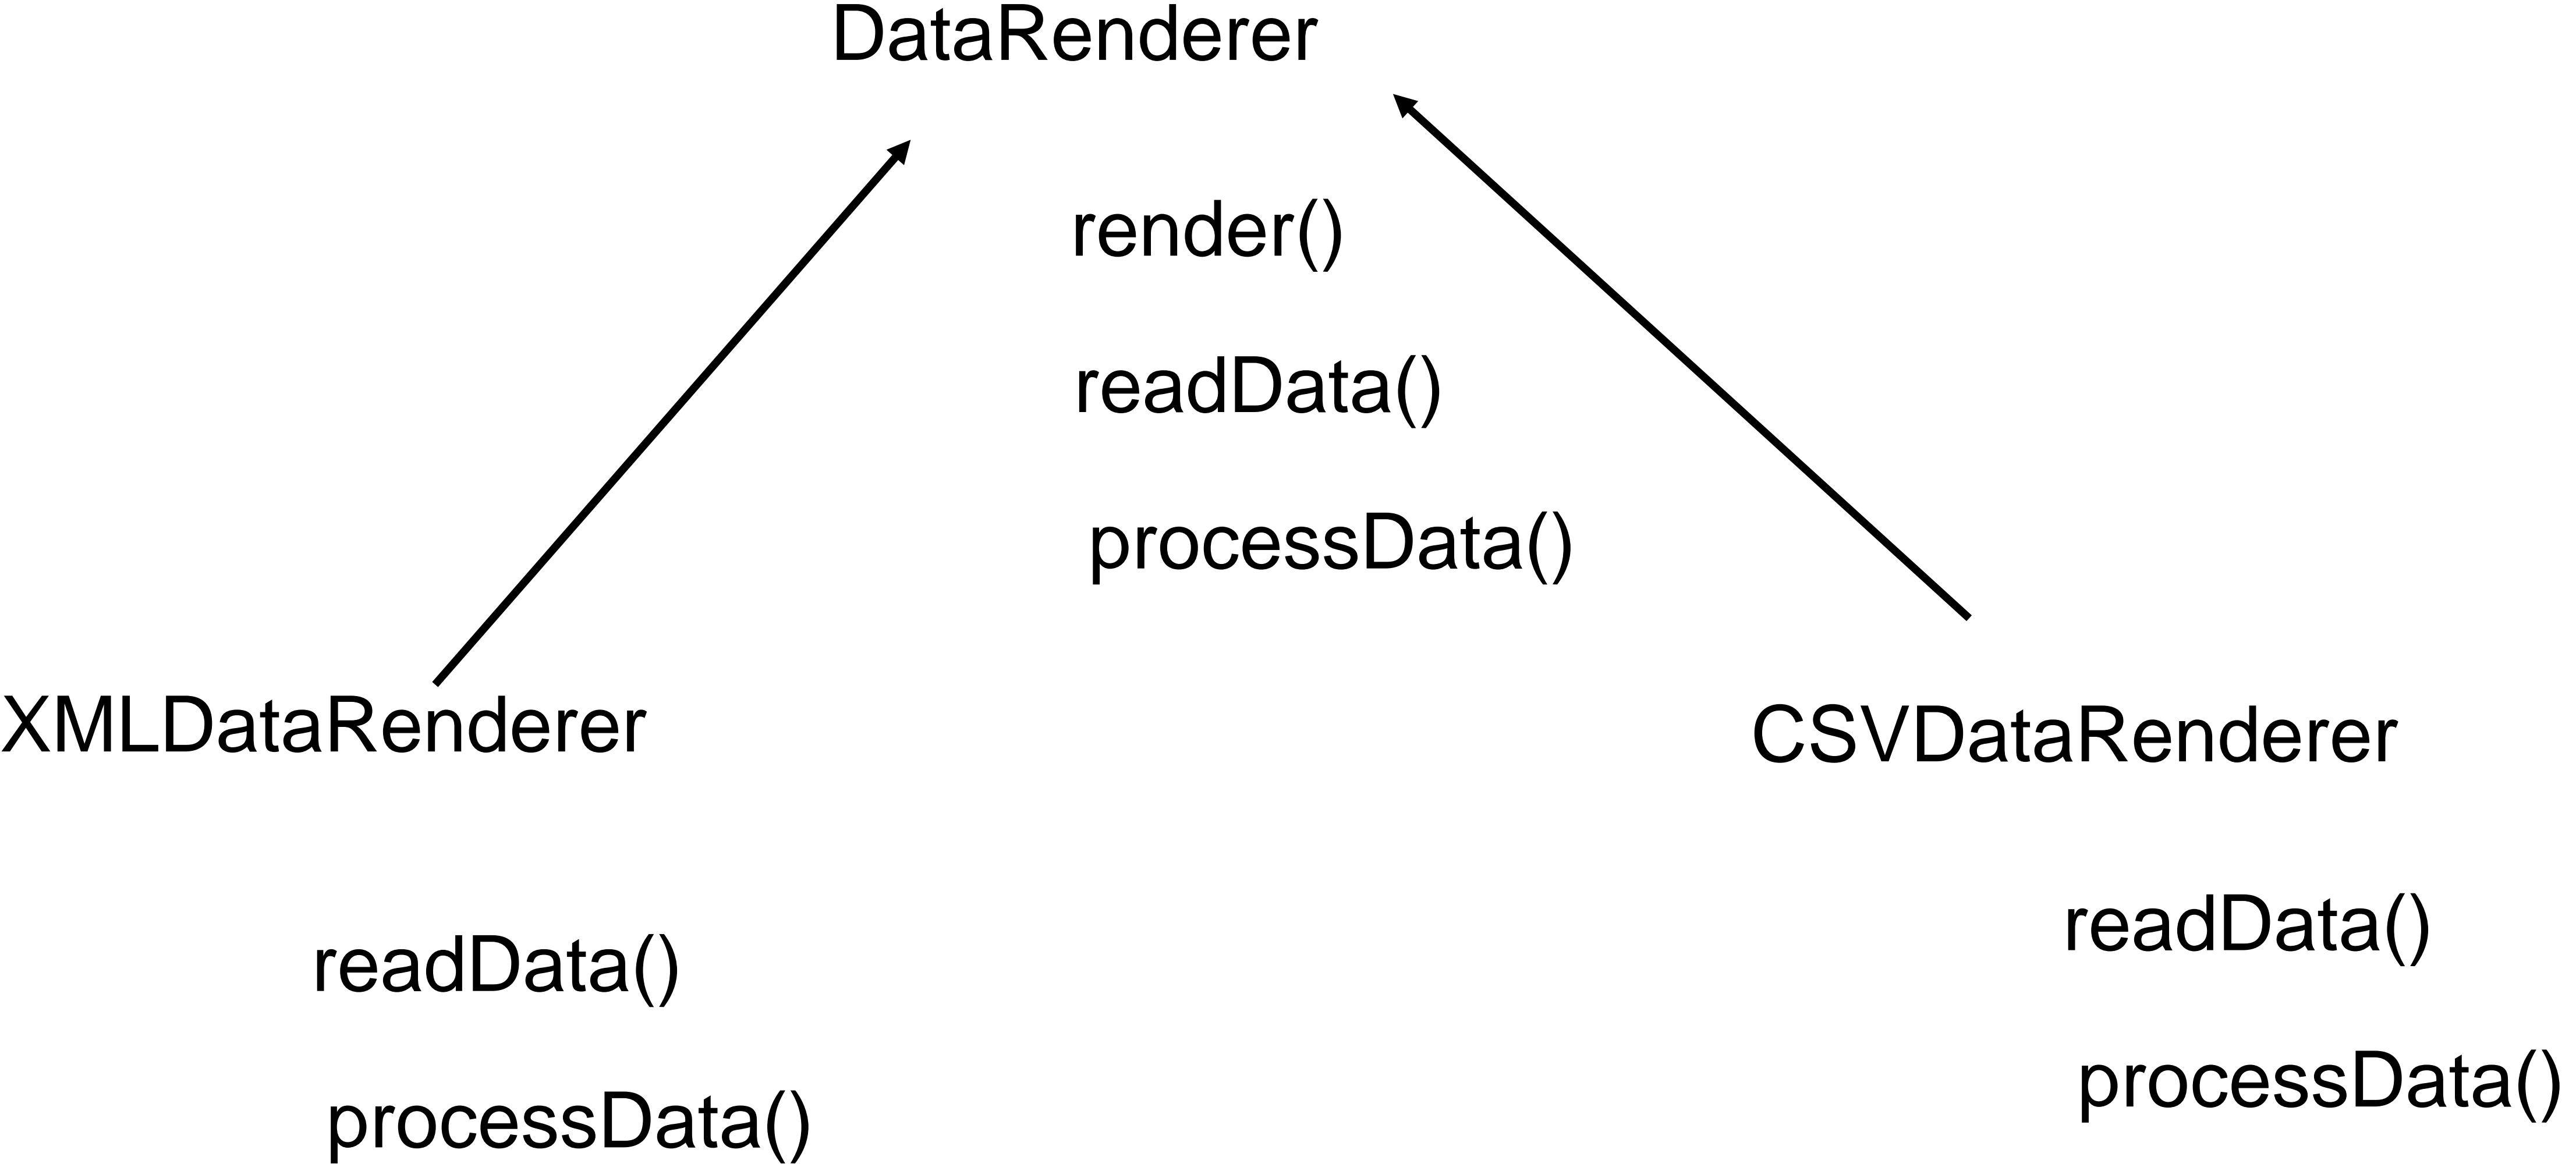 DataRenderer
render()
readData()
processData()
XMLDataRenderer
readData()
processData()
CSVDataRenderer
readData()
processData()